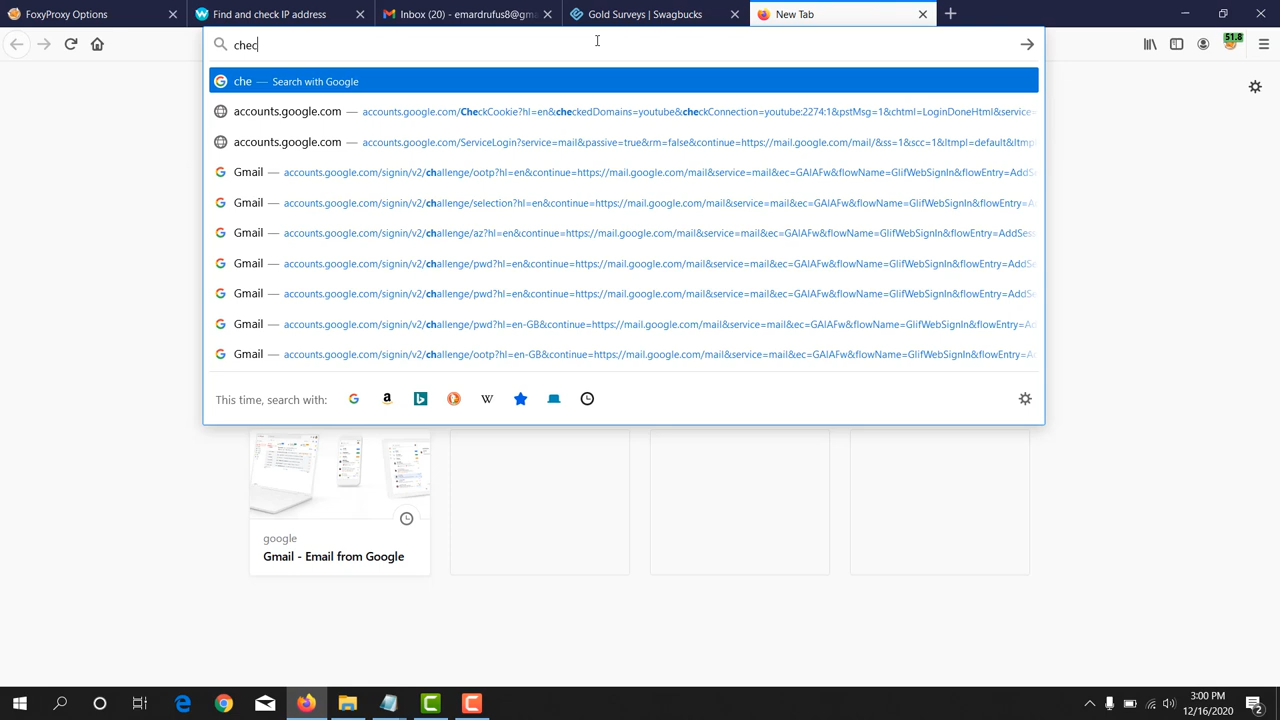 FoxyProxy Options
Find and check IP address
Inbox (20) - emardrufus8@gma
Gold Surveys | Swagbucks
New Tab
chec
51.8
che — Search with Google
accounts.google.com — accounts.google.com/CheckCookie?hl=en&checkedDomains=youtube&checkConnection=youtube:2274:1&pstMsg=1&chtml=LoginDoneHtml&service=
accounts.google.com — accounts.google.com/ServiceLogin?service=mail&passive=true&rm=false&continue=https://mail.google.com/mail/&ss=1&scc=1&ltmpl=default&ltmp
Gmail — accounts.google.com/signin/v2/challenge/ootp?hl=en&continue=https://mail.google.com/mail&service=mail&ec=GAlAFw&flowName=GlifWebSignIn&flowEntry=AddSe
Gmail — accounts.google.com/signin/v2/challenge/selection?hl=en&continue=https://mail.google.com/mail&service=mail&ec=GAlAFw&flowName=GlifWebSignIn&flowEntry=A
Gmail — accounts.google.com/signin/v2/challenge/az?hl=en&continue=https://mail.google.com/mail&service=mail&ec=GAlAFw&flowName=GlifWebSignIn&flowEntry=AddSes
Gmail — accounts.google.com/signin/v2/challenge/pwd?hl=en&continue=https://mail.google.com/mail&service=mail&ec=GAlAFw&flowName=GlifWebSignIn&flowEntry=AddSe
Gmail — accounts.google.com/signin/v2/challenge/pwd?hl=en&continue=https://mail.google.com/mail&service=mail&ec=GAlAFw&flowName=GlifWebSignIn&flowEntry=AddSe
Gmail — accounts.google.com/signin/v2/challenge/pwd?hl=en-GB&continue=https://mail.google.com/mail&service=mail&ec=GAlAFw&flowName=GlifWebSignIn&flowEntry=Ad
Gmail — accounts.google.com/signin/v2/challenge/ootp?hl=en-GB&continue=https://mail.google.com/mail&service=mail&ec=GAlAFw&flowName=GlifWebSignIn&flowEntry=A
This time, search with:
google
Gmail - Email from Google
3:00 PM
12/16/2020
2